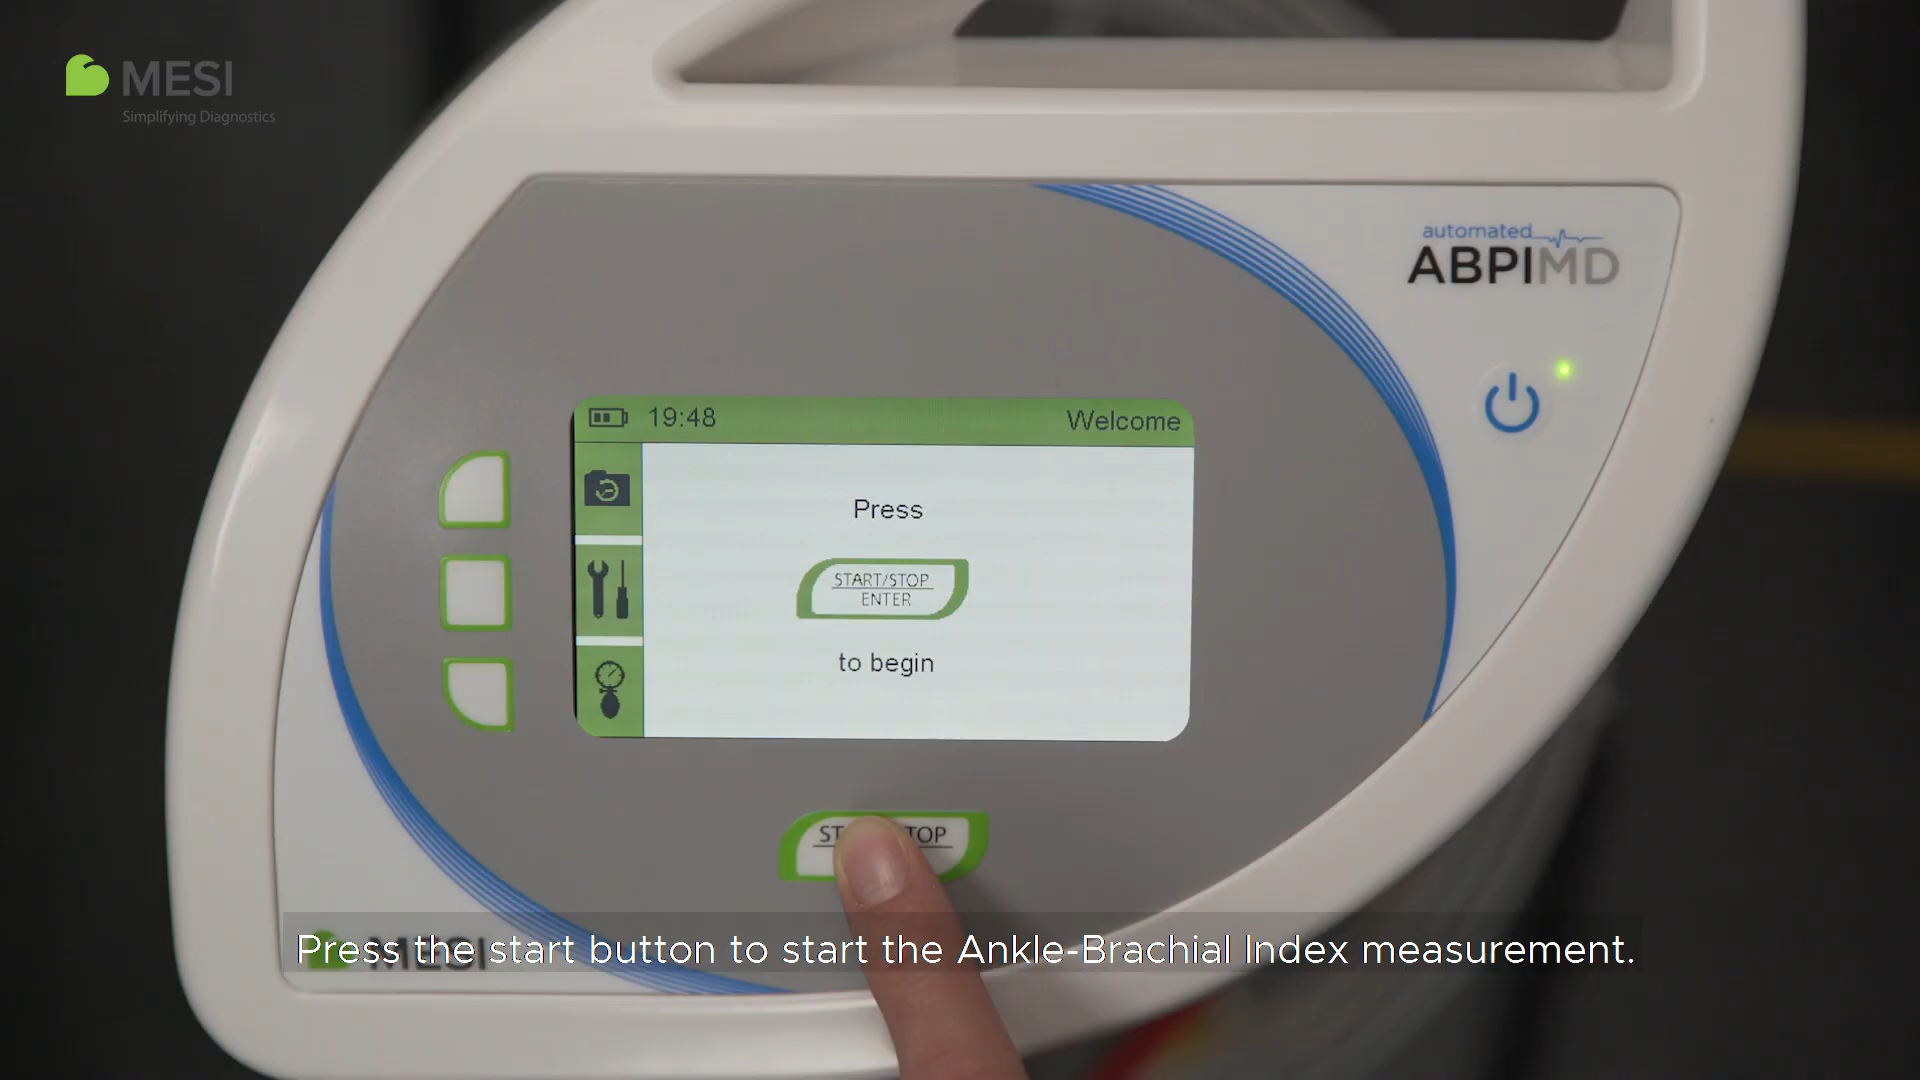 MESI
Simplifying Diagnostics
automated
ABPIMD
19:48
Welcome
Press
START/STOP
ENTER
to begin
MESI
Press the start button to start the Ankle-Brachial Index measurement.